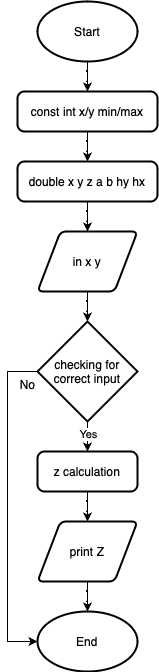 Start
const int x/y min/max
double x y z a b hy hx
in x y
checking for
correct input
No
Yes
z calculation
print Z
End